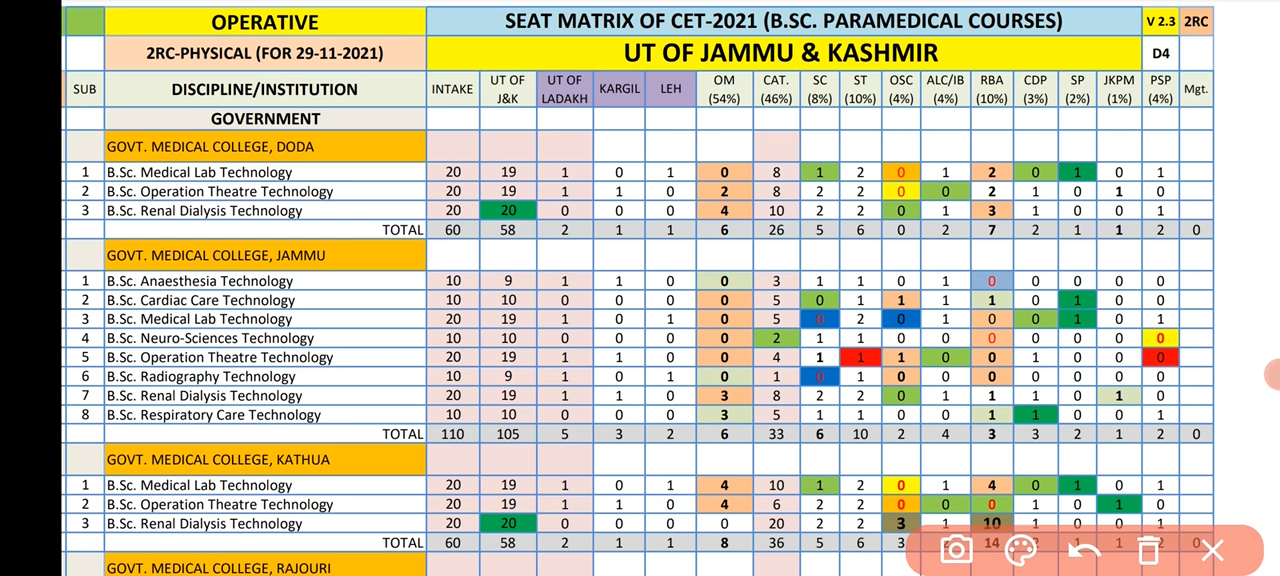 OPERATIVE SEAT MATRIX OF CET-2021 (B.SC. PARAMEDICAL COURSES) V 2.3 2RC
2RC-PHYSICAL (FOR 29-11-2021) UT OF JAMMU & KASHMIR D4
SUB DISCIPLINE/INSTITUTION INTAKE UT OF J&K UT OF LADAKH KARGIL LEH OM (54%) CAT. (46%) SC (8%) ST (10%) OSC (4%) ALC/IB (4%) RBA (10%) CDP (3%) SP (2%) JKPM (1%) PSP (4%) Mgt.
GOVERNMENT
GOVT. MEDICAL COLLEGE, DODA
1 B.Sc. Medical Lab Technology 20 19 1 0 1 0 8 1 2 0 1 2 0 1 0 1
2 B.Sc. Operation Theatre Technology 20 19 1 1 0 2 8 2 2 0 0 2 1 0 1 1
3 B.Sc. Renal Dialysis Technology 20 20 0 0 0 4 10 2 2 0 1 3 1 0 0 1
TOTAL 60 58 2 1 1 6 26 5 6 0 2 7 2 1 1 2 0
GOVT. MEDICAL COLLEGE, JAMMU
1 B.Sc. Anaesthesia Technology 10 9 1 1 0 0 3 1 1 0 1 0 0 0 0 0
2 B.Sc. Cardiac Care Technology 10 10 0 0 0 0 5 0 1 1 1 1 0 1 0 0
3 B.Sc. Medical Lab Technology 20 19 1 0 1 0 5 0 2 0 1 0 0 1 0 1
4 B.Sc. Neuro-Sciences Technology 10 10 0 0 0 0 2 1 1 0 0 0 0 0 0 0
5 B.Sc. Operation Theatre Technology 20 19 1 1 0 0 4 1 1 1 0 0 1 0 0 0
6 B.Sc. Radiography Technology 10 9 1 0 1 0 1 0 1 0 0 0 0 0 0 0
7 B.Sc. Renal Dialysis Technology 20 19 1 1 0 3 8 2 2 0 1 1 1 0 1 0
8 B.Sc. Respiratory Care Technology 10 10 0 0 0 3 5 1 1 0 0 1 1 0 0 1
TOTAL 110 105 5 3 2 6 33 6 10 2 4 3 3 2 1 2 0
GOVT. MEDICAL COLLEGE, KATHUA
1 B.Sc. Medical Lab Technology 20 19 1 0 1 4 10 1 2 0 1 4 0 1 0 1
2 B.Sc. Operation Theatre Technology 20 19 1 1 0 4 6 2 2 0 0 0 1 0 1 0
3 B.Sc. Renal Dialysis Technology 20 20 0 0 0 0 20 2 2 3 1 10 1 0 0 1
TOTAL 60 58 2 1 1 8 36 5 6 3 14 1 1 2 0
GOVT. MEDICAL COLLEGE, RAJOURI